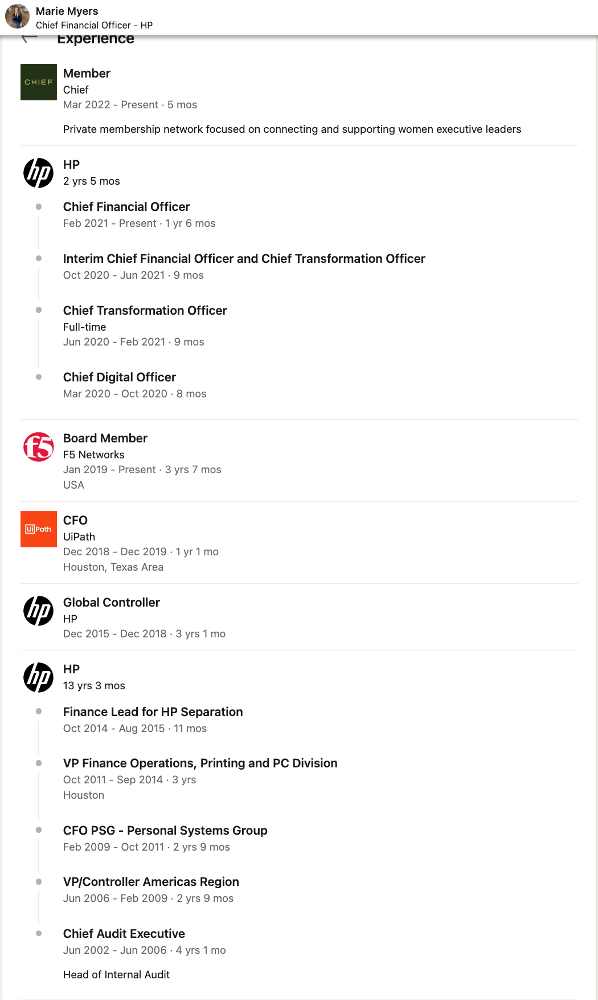 Marie Myers
Chief Financial Officer - HP
Experience
CHIEF
Member
Chief
Mar 2022 - Present · 5 mos
Private membership network focused on connecting and supporting women executive leaders
hp
HP
2 yrs 5 mos
Chief Financial Officer
Feb 2021 - Present · 1 yr 6 mos
Interim Chief Financial Officer and Chief Transformation Officer
Oct 2020 - Jun 2021 · 9 mos
Chief Transformation Officer
Full-time
Jun 2020 - Feb 2021 · 9 mos
Chief Digital Officer
Mar 2020 - Oct 2020 · 8 mos
f5
Board Member
F5 Networks
Jan 2019 - Present · 3 yrs 7 mos
USA
UiPath
CFO
UiPath
Dec 2018 - Dec 2019 · 1 yr 1 mo
Houston, Texas Area
hp
Global Controller
HP
Dec 2015 - Dec 2018 · 3 yrs 1 mo
hp
HP
13 yrs 3 mos
Finance Lead for HP Separation
Oct 2014 - Aug 2015 · 11 mos
VP Finance Operations, Printing and PC Division
Oct 2011 - Sep 2014 · 3 yrs
Houston
CFO PSG - Personal Systems Group
Feb 2009 - Oct 2011 · 2 yrs 9 mos
VP/Controller Americas Region
Jun 2006 - Feb 2009 · 2 yrs 9 mos
Chief Audit Executive
Jun 2002 - Jun 2006 · 4 yrs 1 mo
Head of Internal Audit